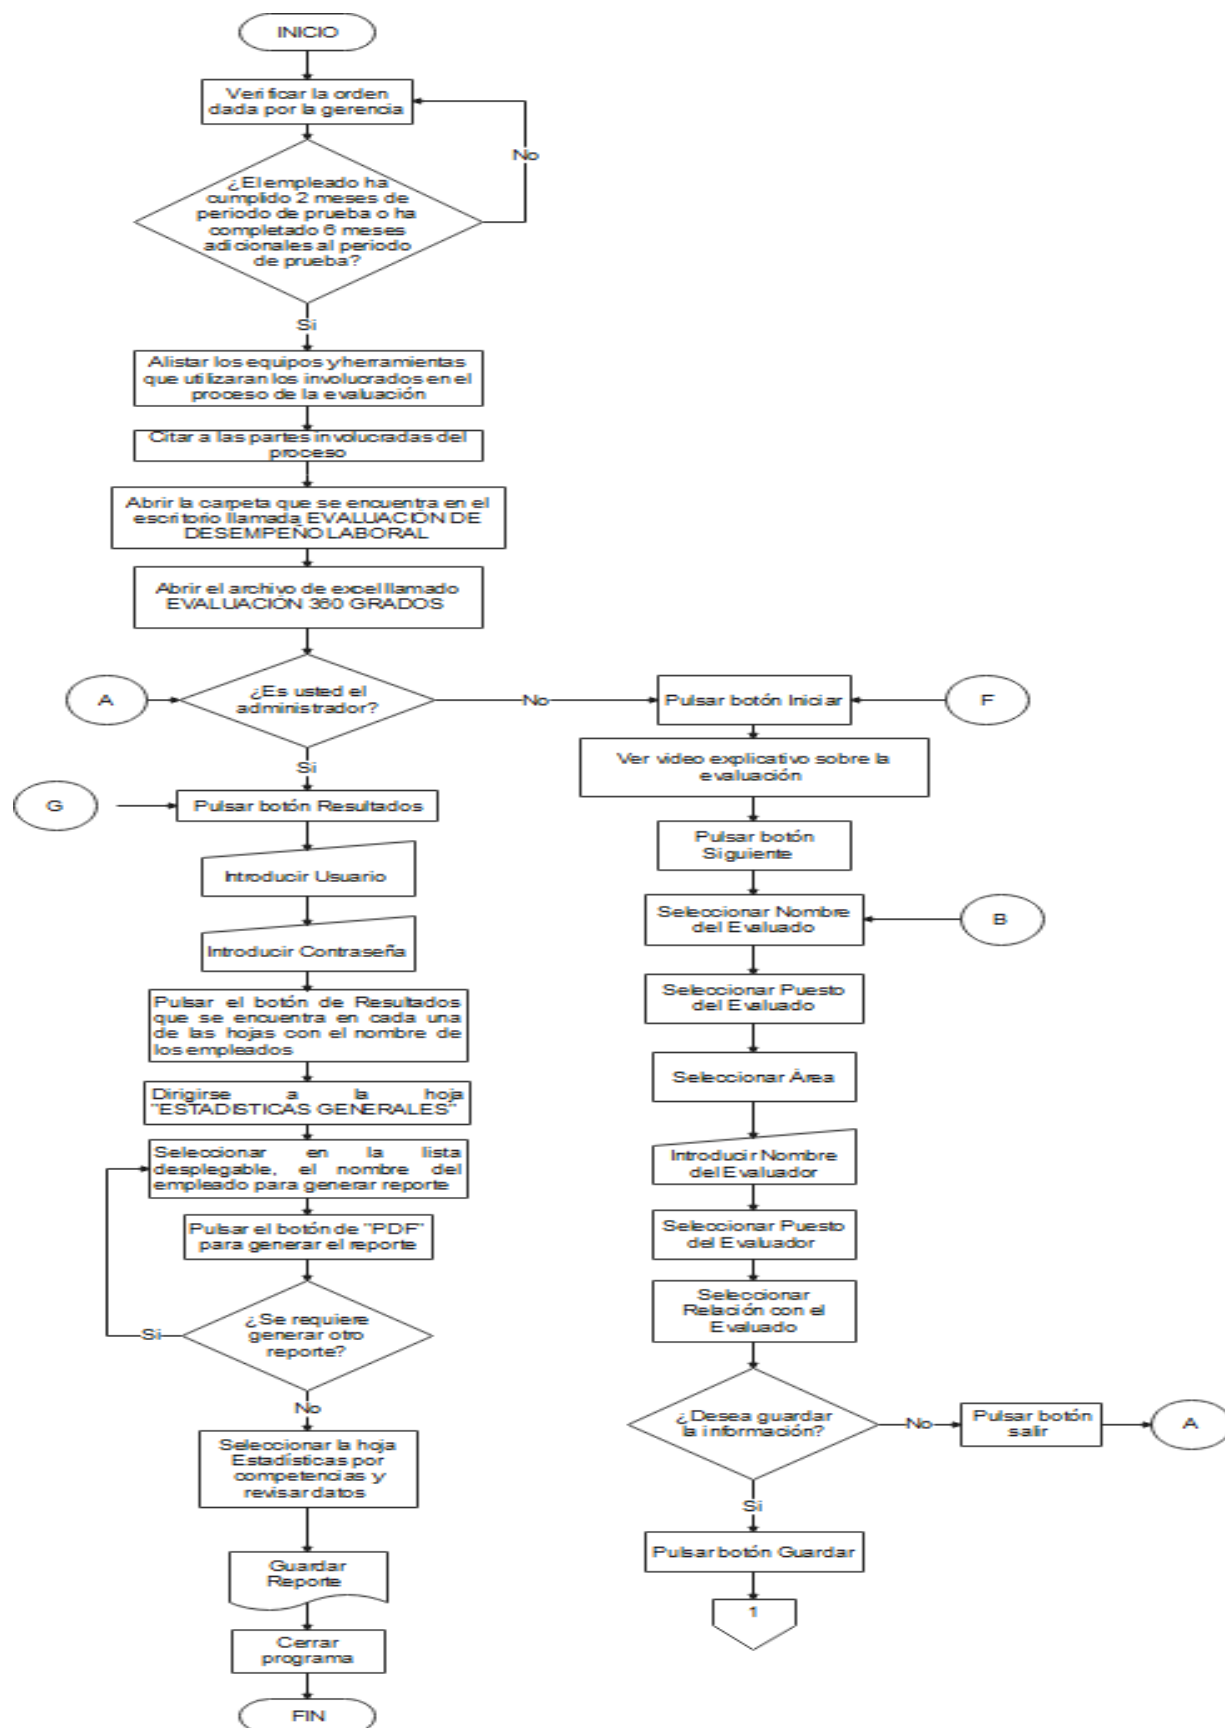 INICIO
Verificar la orden
dada por la gerencia
No
¿El empleado ha
cumplido 2 meses de
periodo de prueba o ha
completado 6 meses
adicionales al periodo
de prueba?
Si
Alistar los equipos y herramientas
que utilizaran los involucrados en el
proceso de la evaluación
Citar a las partes involucradas del
proceso
Abrir la carpeta que se encuentra en el
escritorio llamada EVALUACIÓN DE
DESEMPEÑO LABORAL
Abrir el archivo de excel llamado
EVALUACIÓN 360 GRADOS
A
¿Es usted el
administrador?
No
Si
G
Pulsar botón Resultados
Introducir Usuario
Introducir Contraseña
Pulsar el botón de Resultados
que se encuentra en cada una
de las hojas con el nombre de
los empleados
Dirigirse a la hoja
"ESTADISTICAS GENERALES"
Seleccionar en la lista
desplegable, el nombre del
empleado para generar reporte
Pulsar el botón de "PDF"
para generar el reporte
Si
¿Se requiere
generar otro
reporte?
No
Seleccionar la hoja
Estadísticas por
competencias y
revisar datos
Guardar
Reporte
Cerrar
programa
FIN
Pulsar botón Iniciar
F
Ver video explicativo sobre la
evaluación
Pulsar botón
Siguiente
Seleccionar Nombre
del Evaluado
B
Seleccionar Puesto
del Evaluado
Seleccionar Área
Introducir Nombre
del Evaluador
Seleccionar Puesto
del Evaluador
Seleccionar
Relación con el
Evaluado
¿Desea guardar
la información?
No
Pulsar botón
salir
A
Si
Pulsar botón Guardar
1